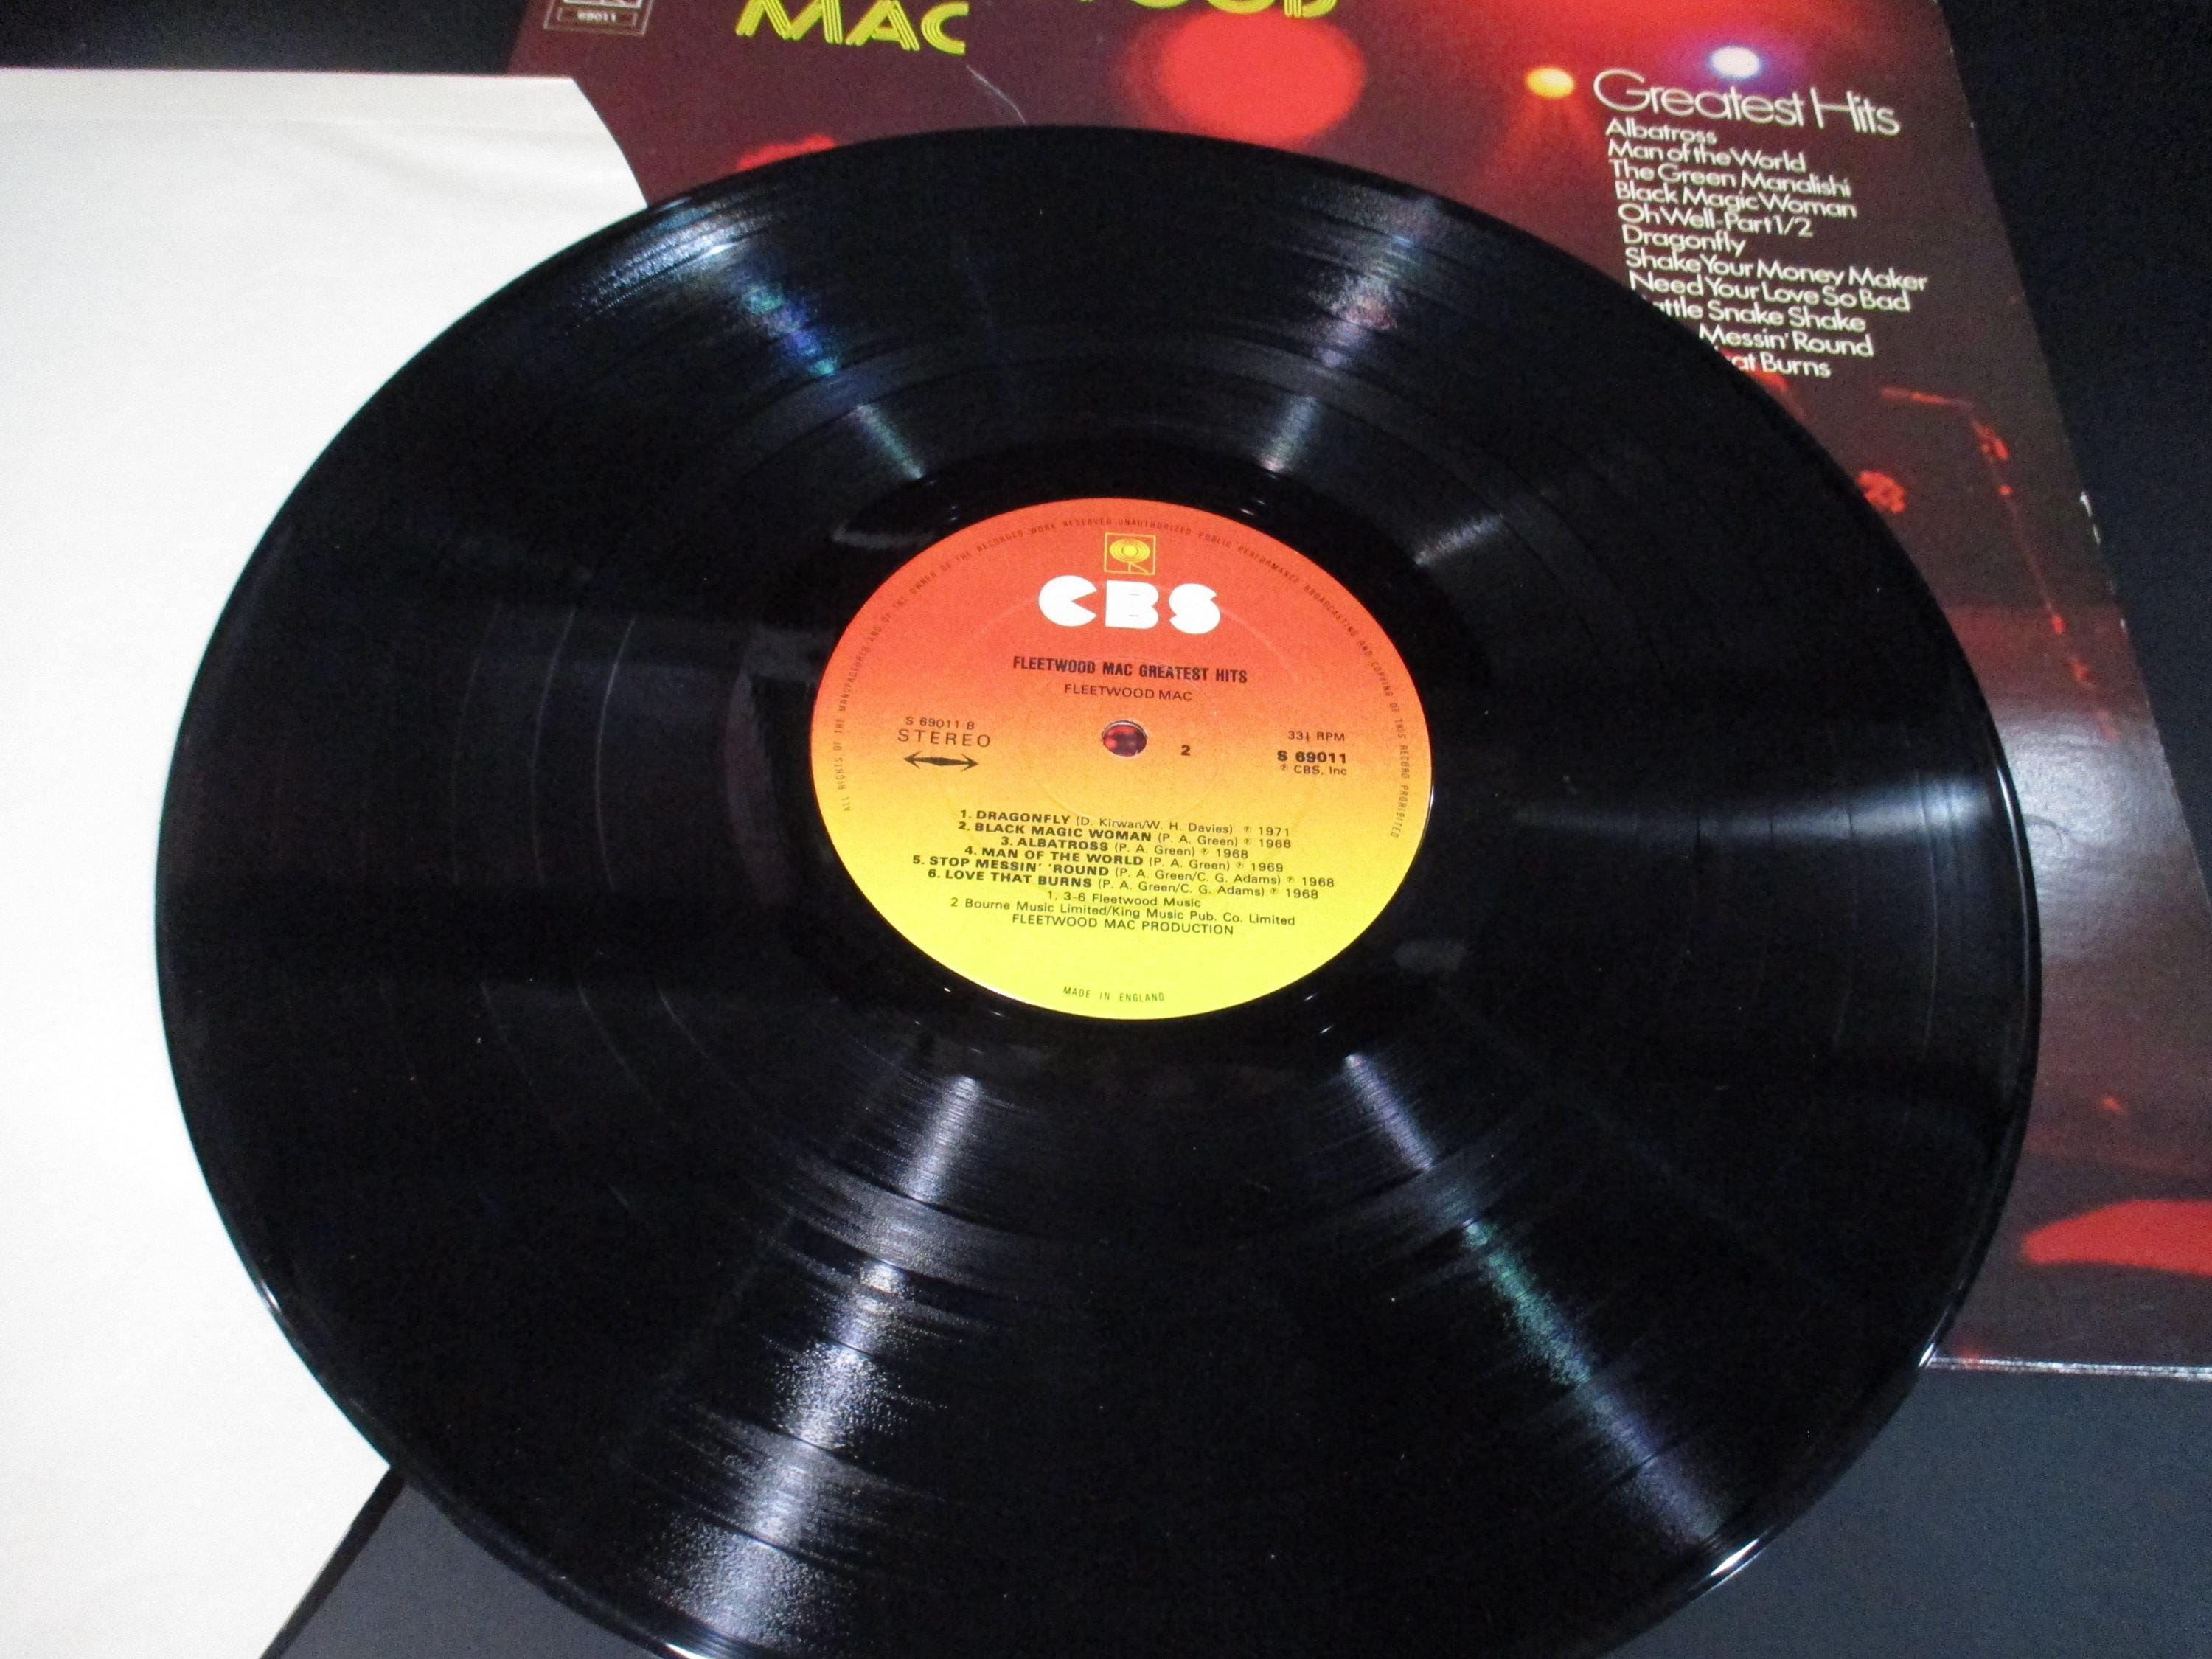 69011
MAC
Greatest Hits
Albatross
Man of the World
The Green Manalishi
Black Magic Woman
Oh Well-Part 1/2
Dragonfly
Shake Your Money Maker
Need Your Love So Bad
Snake Shake
Messin' Round
Burns
ALL RIGHTS OF THE MANUFACTURER AND OF THE OWNER OF THE RECORDED WORK RESERVED-UNAUTHORIZED PUBLIC PERFORMANCE BROADCASTING AND COPYING OF THIS RECORD PROHIBITED
CBS
FLEETWOOD MAC GREATEST HITS
FLEETWOOD MAC
S 69011 B
STEREO
2
33⅓ RPM
S 69011
℗ CBS, Inc
1. DRAGONFLY (D. Kirwan/W. H. Davies) ℗ 1971
2. BLACK MAGIC WOMAN (P. A. Green) ℗ 1968
3. ALBATROSS (P. A. Green) ℗ 1968
4. MAN OF THE WORLD (P. A. Green) ℗ 1969
5. STOP MESSIN' 'ROUND (P. A. Green/C. G. Adams) ℗ 1968
6. LOVE THAT BURNS (P. A. Green/C. G. Adams) ℗ 1968
1, 3-6 Fleetwood Music
2 Bourne Music Limited/King Music Pub. Co. Limited
FLEETWOOD MAC PRODUCTION
MADE IN ENGLAND